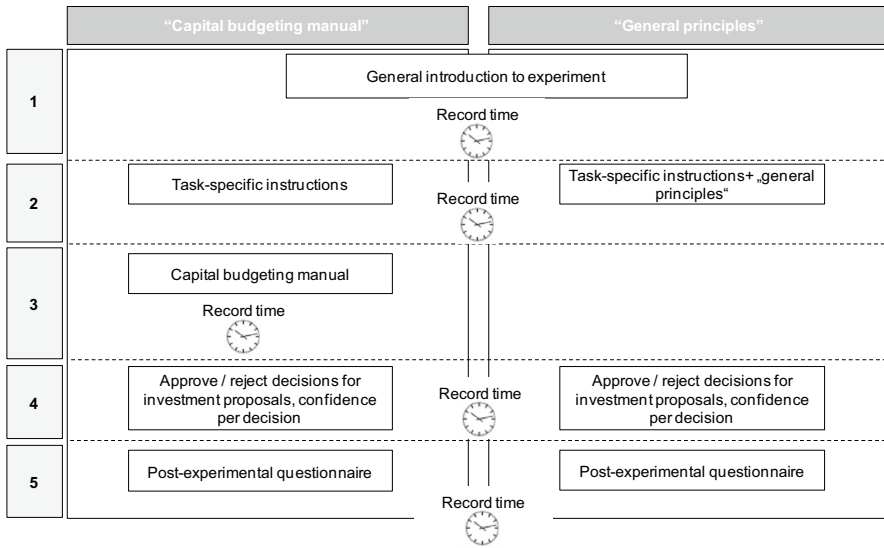 “Capital budgeting manual”
“General principles”
1
General introduction to experiment
Record time
2
Task-specific instructions
Task-specific instructions+ „general
principles“
Record time
3
Capital budgeting manual
Record time
4
Approve / reject decisions for
investment proposals, confidence
per decision
Record time
Approve / reject decisions for
investment proposals, confidence
per decision
5
Post-experimental questionnaire
Post-experimental questionnaire
Record time